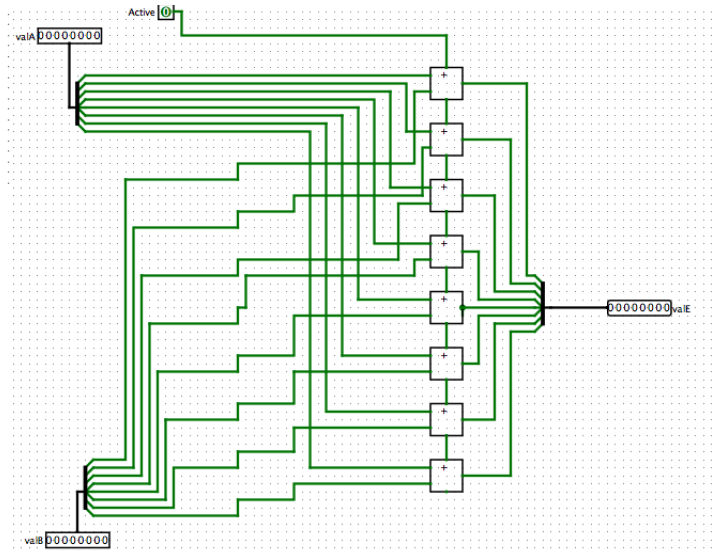 Active 0
valA 00000000
+
+
+
+
+
00000000 valE
+
+
+
valB 00000000